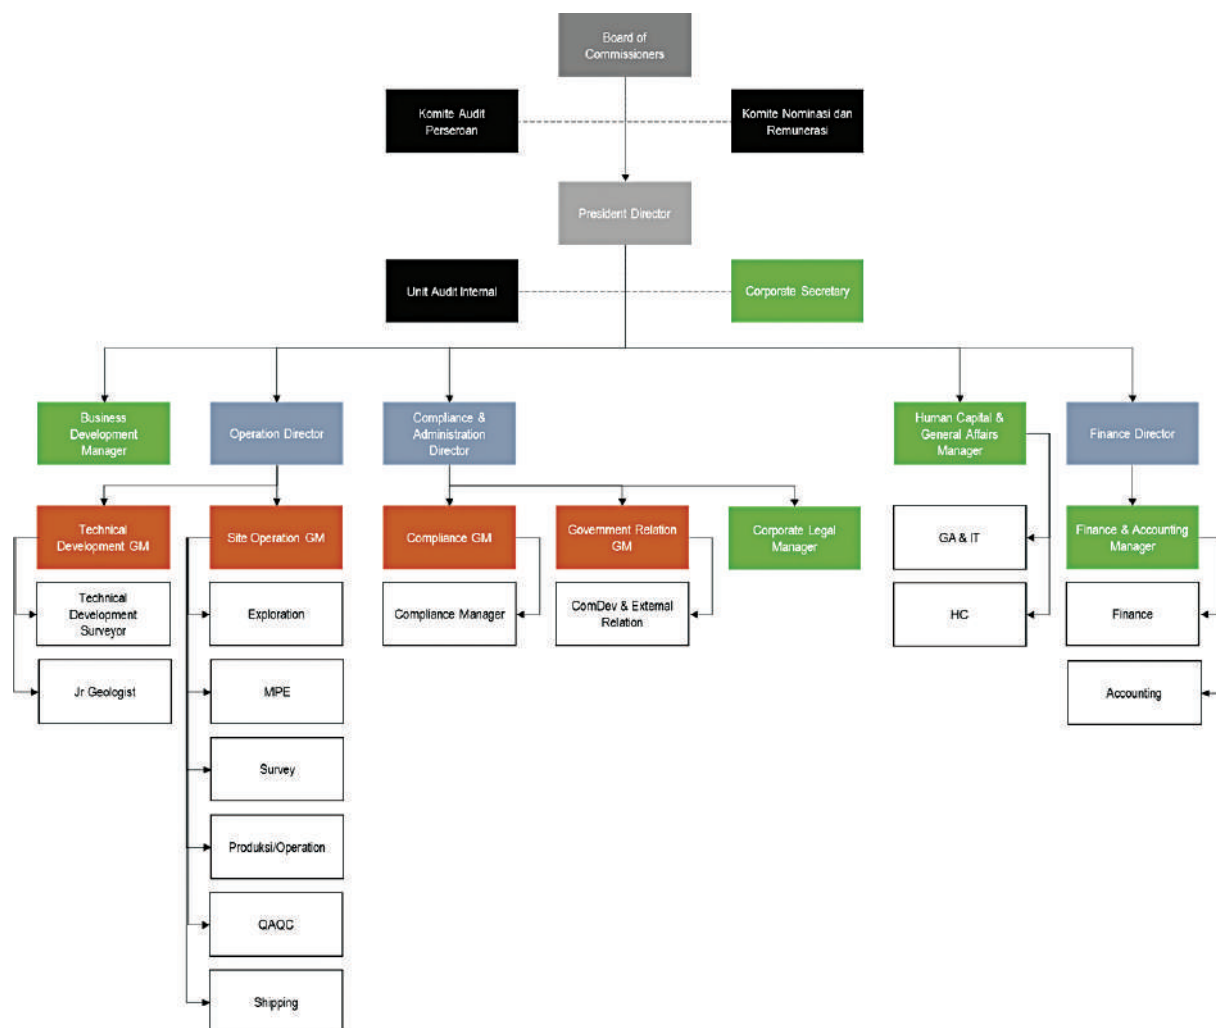 Board of
Commissioners
Komite Audit
Perseroan
Komite Nominasi dan
Remunerasi
President Director
Unit Audit Internal
Corporate Secretary
Business
Development
Manager
Operation Director
Compliance &
Administration
Director
Human Capital &
General Affairs
Manager
Finance Director
Technical
Development GM
Site Operation GM
Compliance GM
Government Relation
GM
Corporate Legal
Manager
GA & IT
Finance & Accounting
Manager
Technical
Development
Surveyor
Exploration
Compliance Manager
ComDev & External
Relation
HC
Finance
Jr Geologist
MPE
Accounting
Survey
Produksi/Operation
QAQC
Shipping